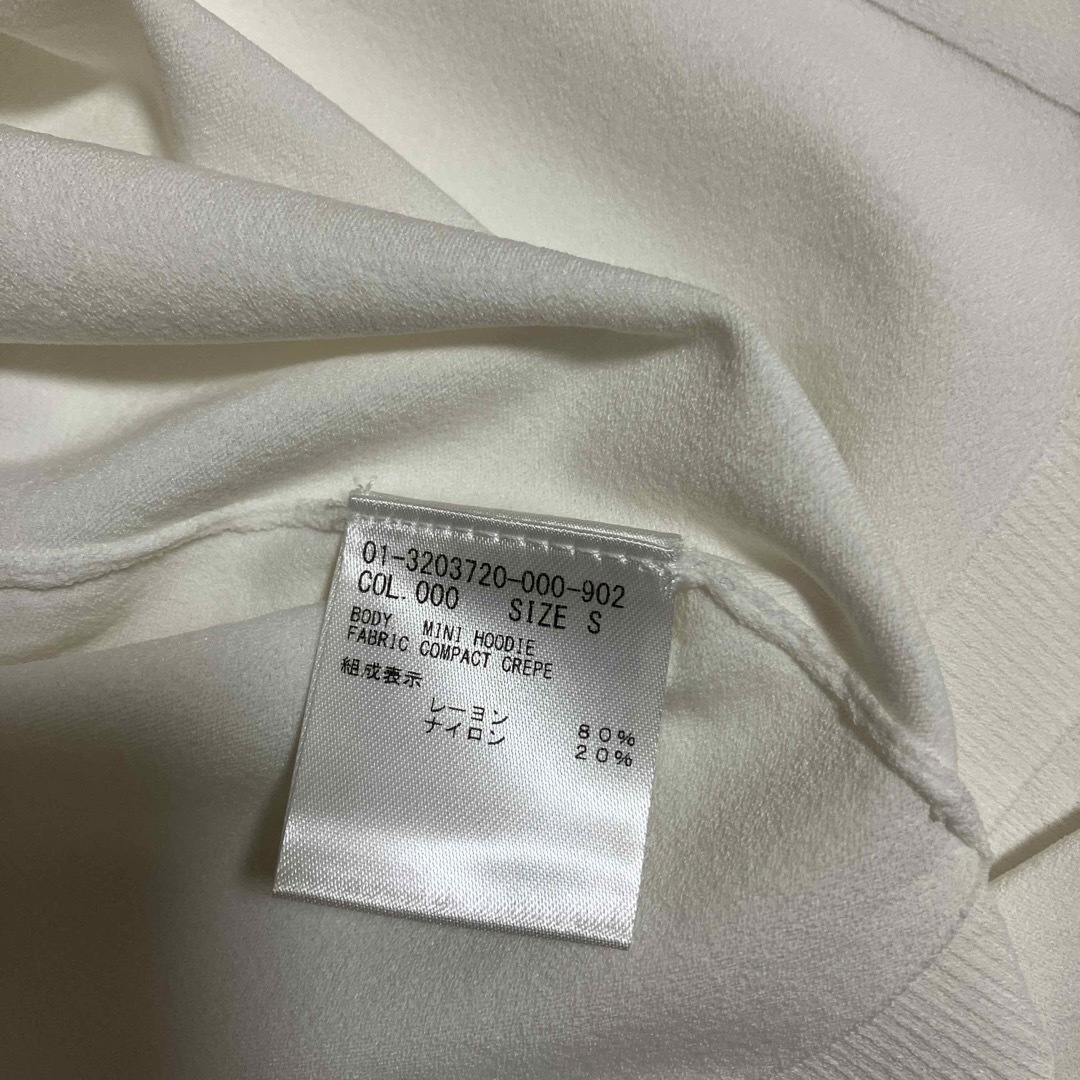 01-3203720-000-902
COL.000 SIZE S
BODY MINI HOODIE
FABRIC COMPACT CREPE
組成表示
レーヨン 80%
ナイロン 20%